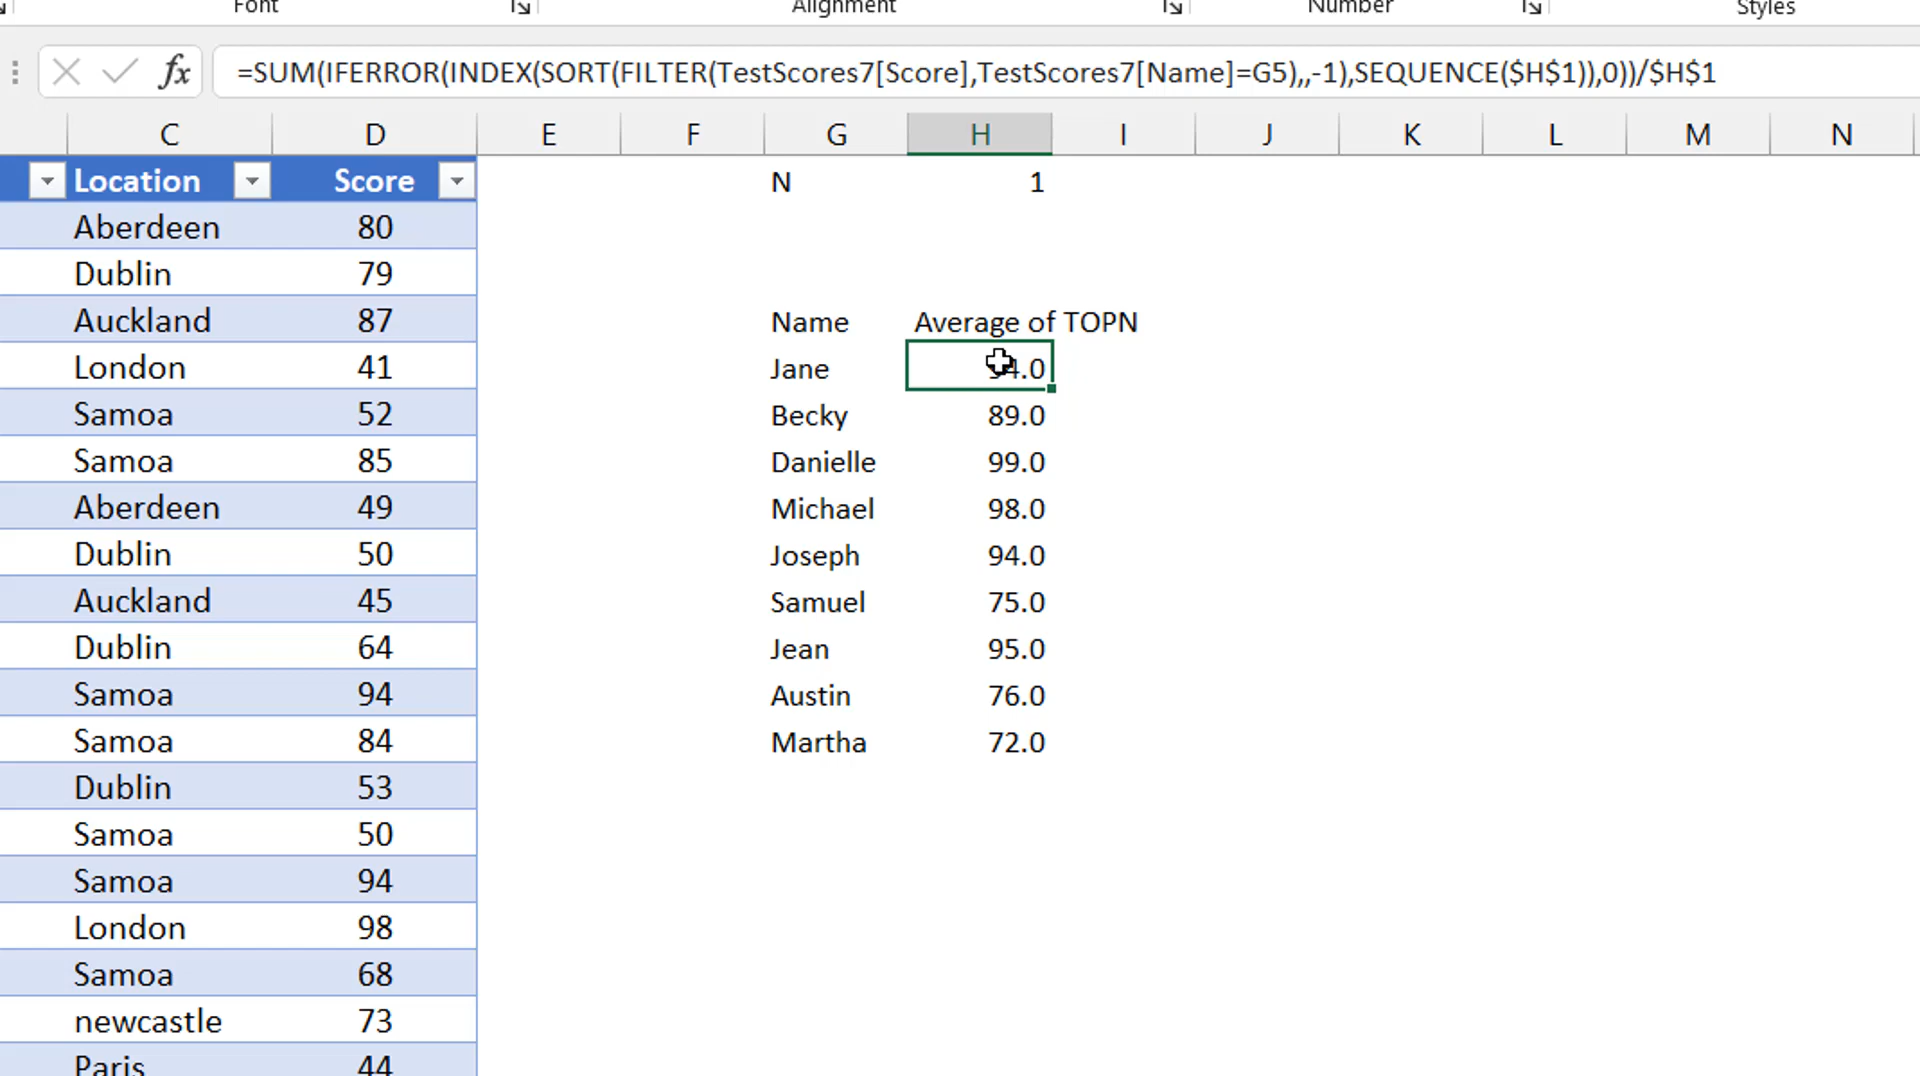 Font Alignment Number Styles
fx =SUM(IFERROR(INDEX(SORT(FILTER(TestScores7[Score],TestScores7[Name]=G5),,-1),SEQUENCE($H$1)),0))/$H$1
C D E F G H I J K L M N
Location Score N 1
Aberdeen 80
Dublin 79
Auckland 87 Name Average of TOPN
London 41 Jane 94.0
Samoa 52 Becky 89.0
Samoa 85 Danielle 99.0
Aberdeen 49 Michael 98.0
Dublin 50 Joseph 94.0
Auckland 45 Samuel 75.0
Dublin 64 Jean 95.0
Samoa 94 Austin 76.0
Samoa 84 Martha 72.0
Dublin 53
Samoa 50
Samoa 94
London 98
Samoa 68
newcastle 73
Paris 44